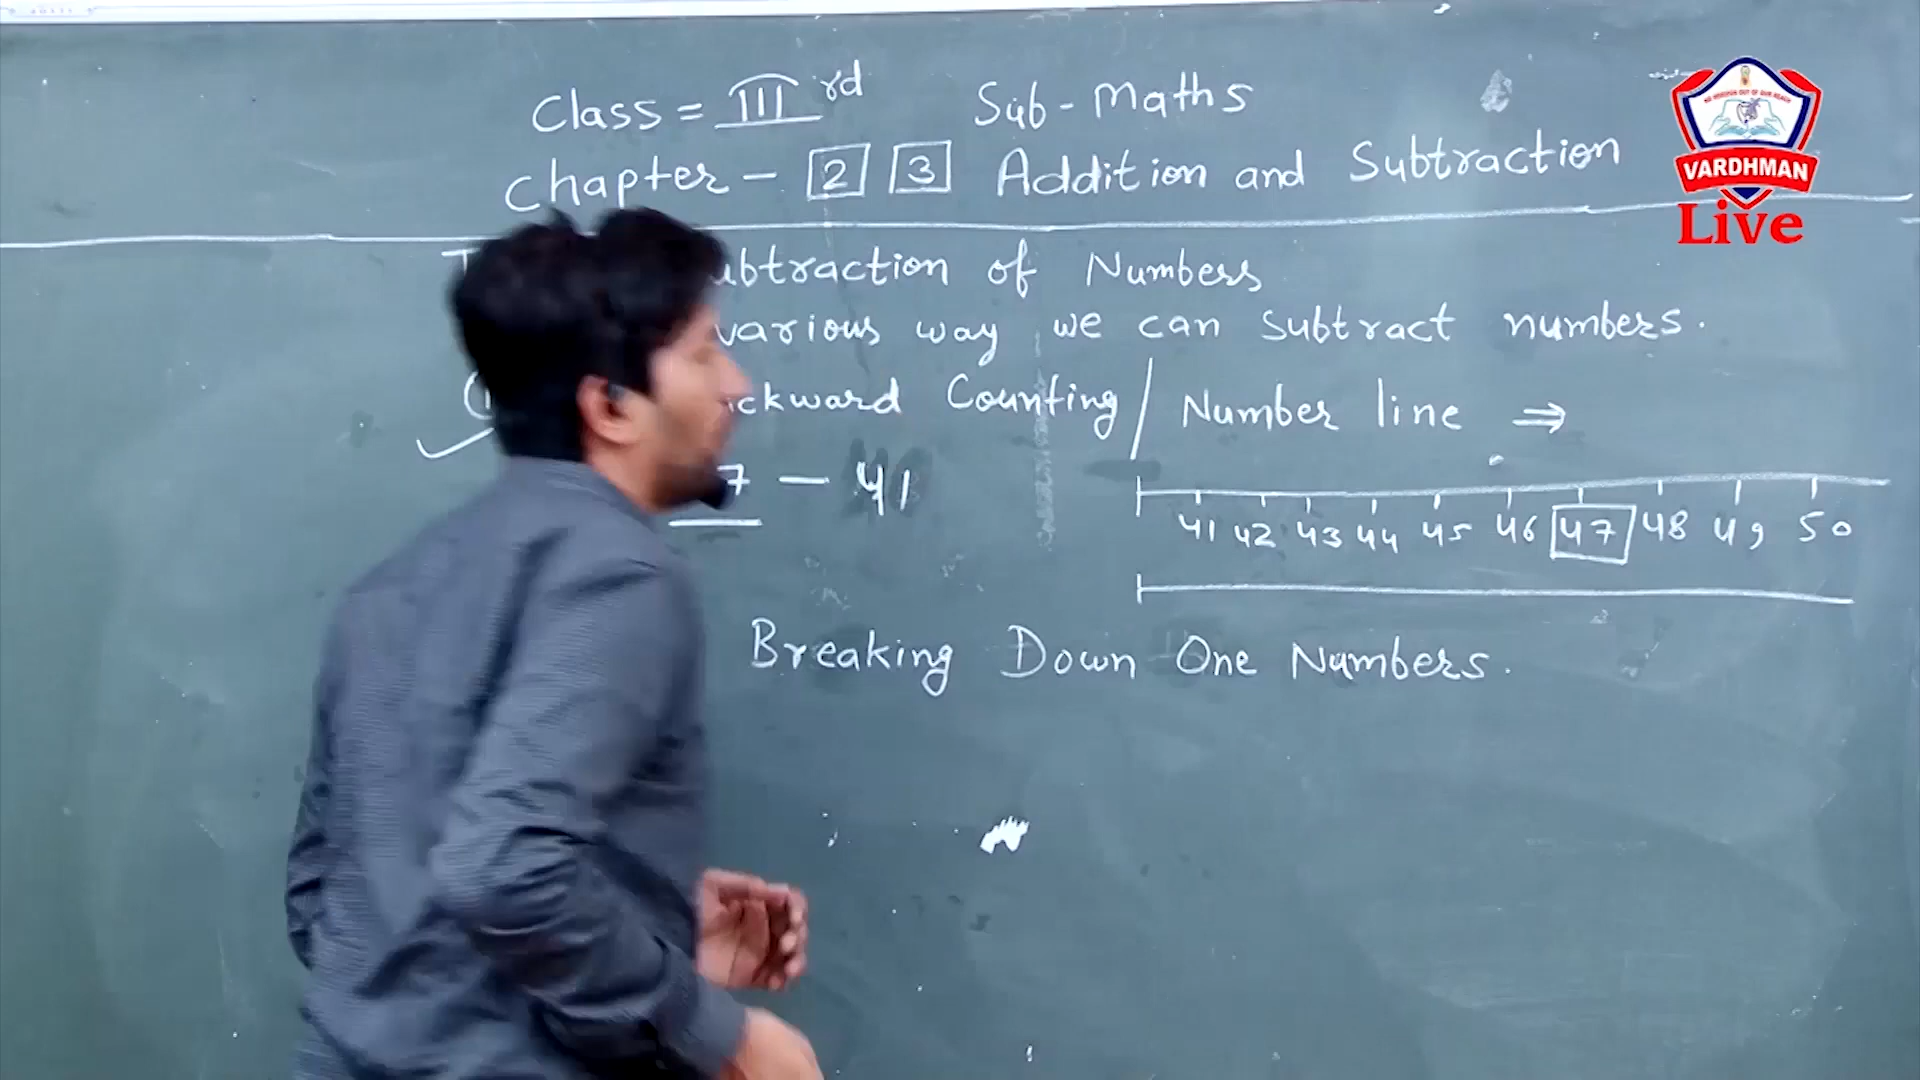 Class = III rd Sub - Maths
Chapter - 2 3 Addition and Subtraction
VARDHMAN
Live
of Numbers
various way we can subtract numbers.
Counting / Number line ⇒
7 - 41
41 42 43 44 45 46 47 48 49 50
Breaking Down One Numbers.